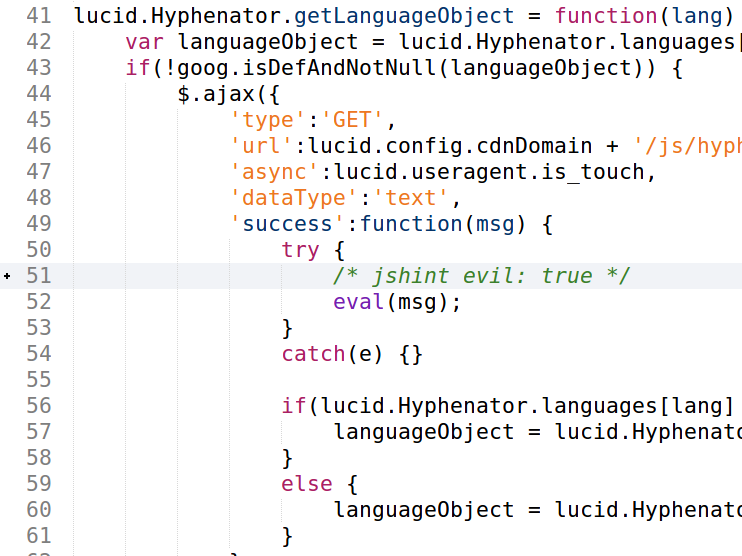 41 lucid.Hyphenator.getLanguageObject = function(lang)
42 var languageObject = lucid.Hyphenator.languages[
43 if(!goog.isDefAndNotNull(languageObject)) {
44 $.ajax({
45 'type':'GET',
46 'url':lucid.config.cdnDomain + '/js/hyph
47 'async':lucid.useragent.is_touch,
48 'dataType':'text',
49 'success':function(msg) {
50 try {
51 /* jshint evil: true */
52 eval(msg);
53 }
54 catch(e) {}
55
56 if(lucid.Hyphenator.languages[lang]
57 languageObject = lucid.Hyphenato
58 }
59 else {
60 languageObject = lucid.Hyphenato
61 }